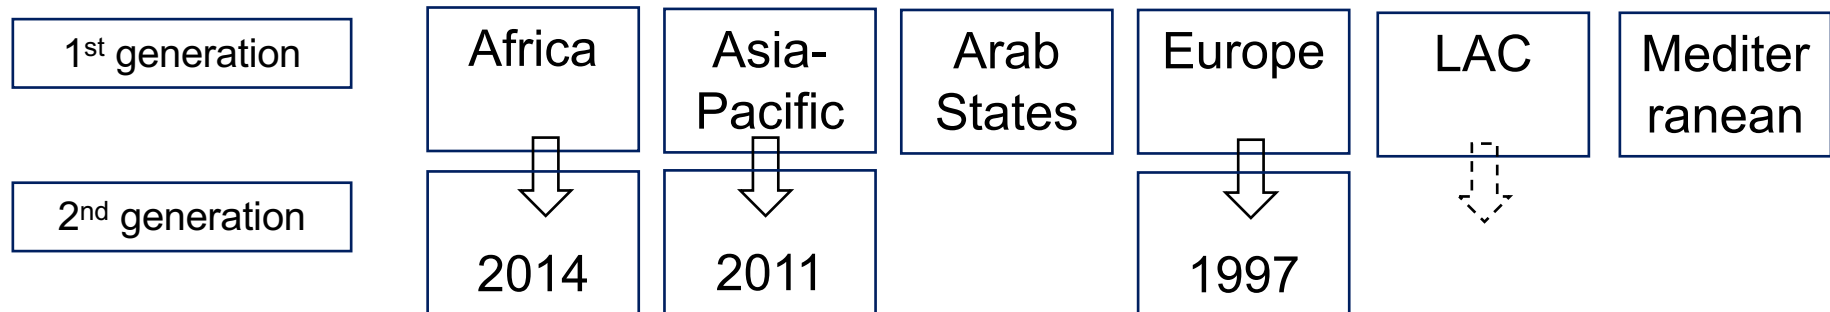 1st generation
Africa
Asia-
Pacific
Arab
States
Europe
LAC
Mediter
ranean
2nd generation
2014
2011
1997